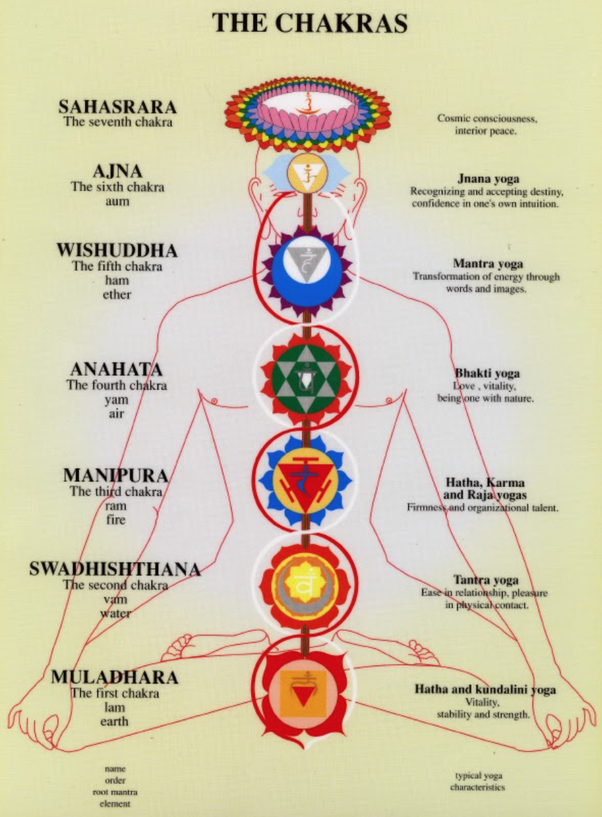 THE CHAKRAS
SAHASRARA
The seventh chakra
Cosmic consciousness,
interior peace.
AJNA
The sixth chakra
aum
Jnana yoga
Recognizing and accepting destiny,
confidence in one's own intuition.
WISHUDDHA
The fifth chakra
ham
ether
Mantra yoga
Transformation of energy through
words and images.
ANAHATA
The fourth chakra
yam
air
Bhakti yoga
Love , vitality,
being one with nature.
MANIPURA
The third chakra
ram
fire
Hatha, Karma
and Raja yogas
Firmness and organizational talent.
SWADHISHTHANA
The second chakra
vam
water
Tantra yoga
Ease in relationship, pleasure
in physical contact.
वं
MULADHARA
The first chakra
lam
earth
Hatha and kundalini yoga
Vitality,
stability and strength.
name
order
root mantra
element
typical yoga
characteristics